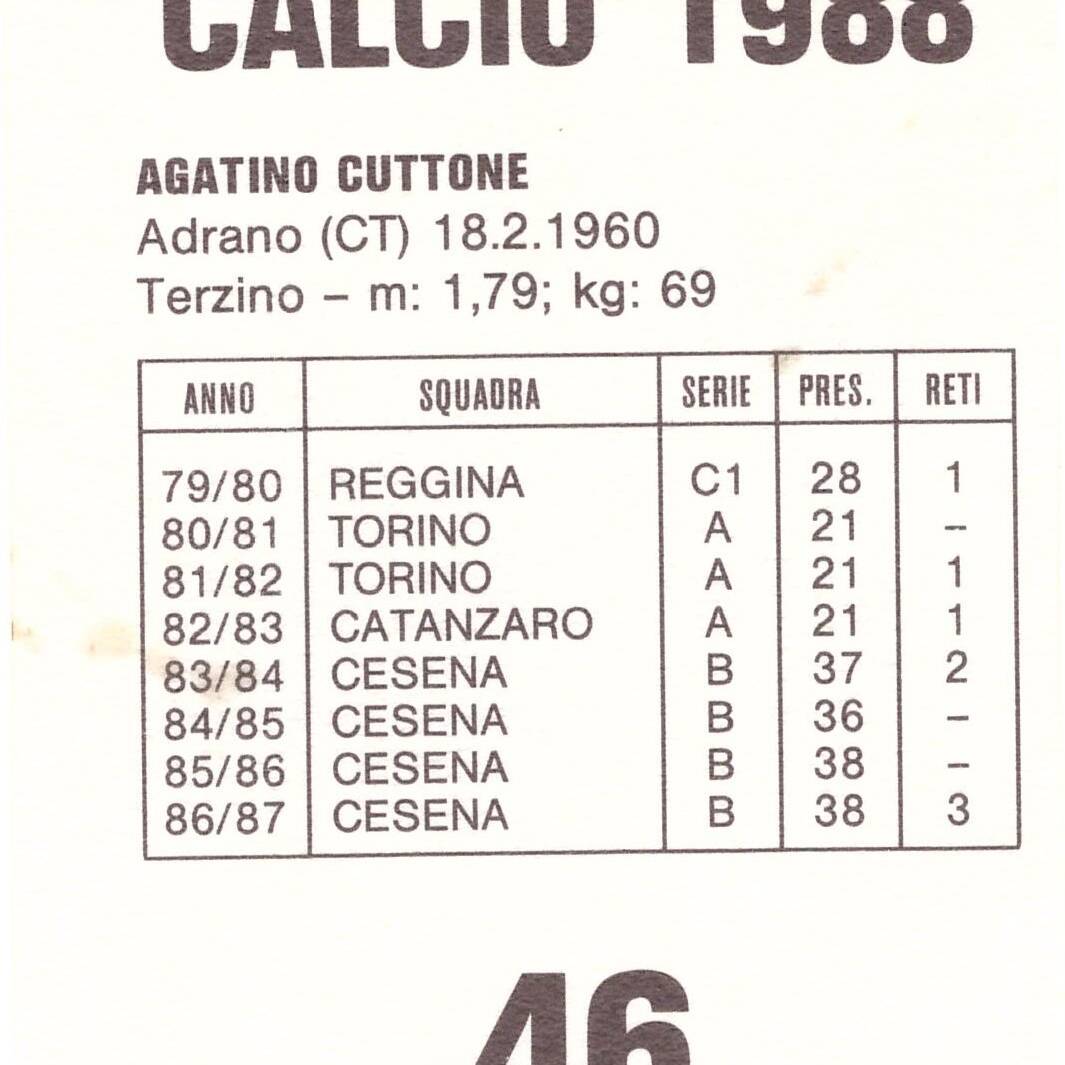 CALCIO 1988
AGATINO CUTTONE
Adrano (CT) 18.2.1960
Terzino – m: 1,79; kg: 69
ANNO SQUADRA SERIE PRES. RETI
79/80 REGGINA C1 28 1
80/81 TORINO A 21 –
81/82 TORINO A 21 1
82/83 CATANZARO A 21 1
83/84 CESENA B 37 2
84/85 CESENA B 36 –
85/86 CESENA B 38 –
86/87 CESENA B 38 3
46